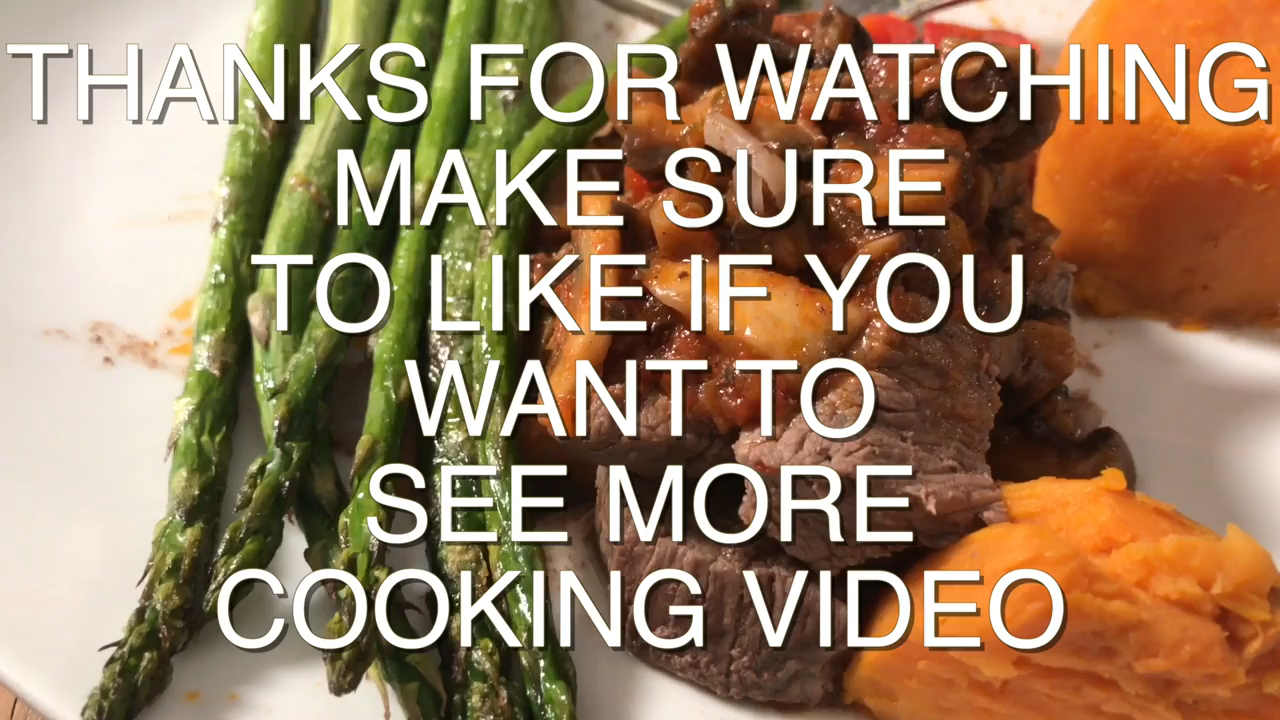 THANKS FOR WATCHING
MAKE SURE
TO LIKE IF YOU
WANT TO
SEE MORE
COOKING VIDEO